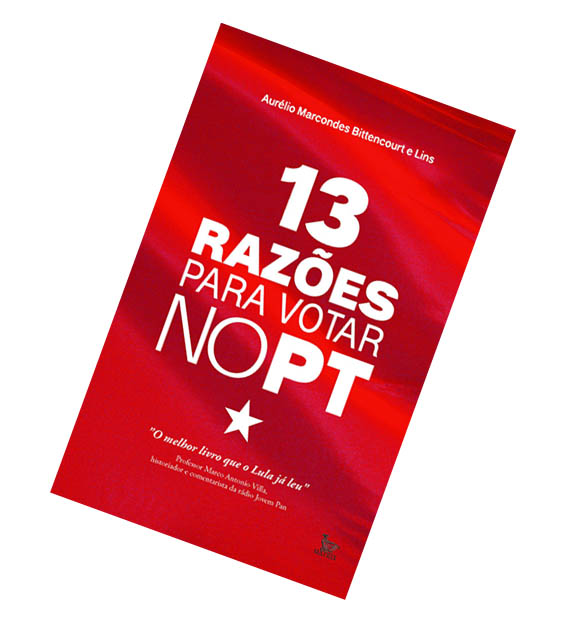 Aurélio Marcondes Bittencourt e Lins
13
RAZÕES
PARA VOTAR
NOPT
"O melhor livro que o Lula já leu"
Professor Marco Antonio Villa,
historiador e comentarista da rádio Jovem Pan
MATRIX